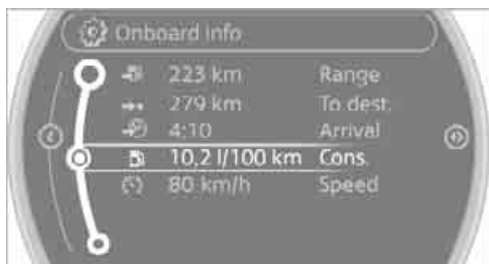 Onboard info
223 km Range
279 km To dest.
4:10 Arrival
10,2 l/100 km Cons.
80 km/h Speed